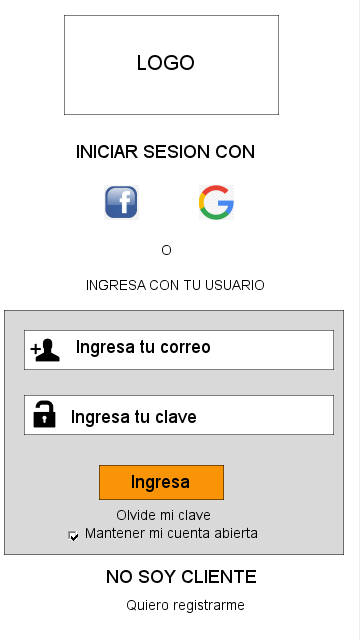 LOGO
INICIAR SESION CON
f G
O
INGRESA CON TU USUARIO
Ingresa tu correo
Ingresa tu clave
Ingresa
Olvide mi clave
Mantener mi cuenta abierta
NO SOY CLIENTE
Quiero registrarme